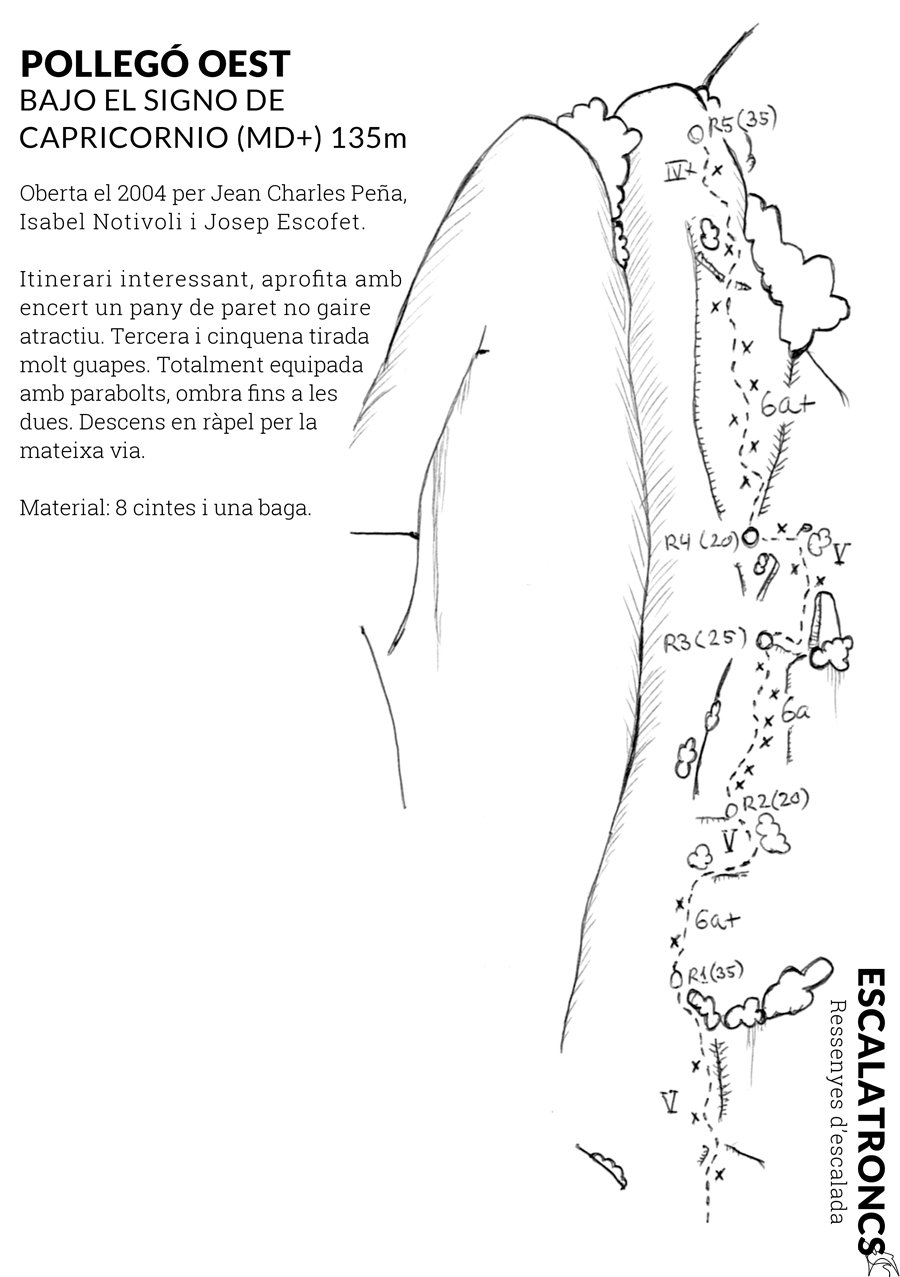 POLLEGÓ OEST
BAJO EL SIGNO DE
CAPRICORNIO (MD+) 135m
Oberta el 2004 per Jean Charles Peña,
Isabel Notivoli i Josep Escofet.
Itinerari interessant, aprofita amb
encert un pany de paret no gaire
atractiu. Tercera i cinquena tirada
molt guapes. Totalment equipada
amb parabolts, ombra fins a les
dues. Descens en ràpel per la
mateixa via.
Material: 8 cintes i una baga.
R5(35)
IV+
6a+
R4(20)
V
R3(25)
6a
R2(20)
V
6a+
R1(35)
V
ESCALATRONCS
Ressenyes d'escalada